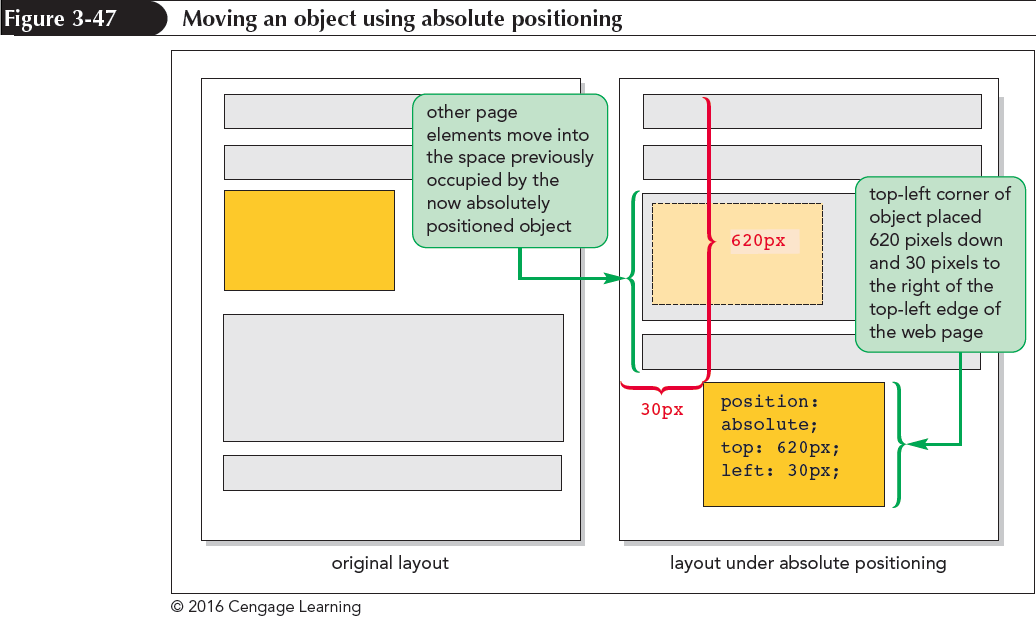 Figure 3-47 Moving an object using absolute positioning
other page
elements move into
the space previously
occupied by the
now absolutely
positioned object
620px
top-left corner of
object placed
620 pixels down
and 30 pixels to
the right of the
top-left edge of
the web page
30px
position:
absolute;
top: 620px;
left: 30px;
original layout
layout under absolute positioning
© 2016 Cengage Learning